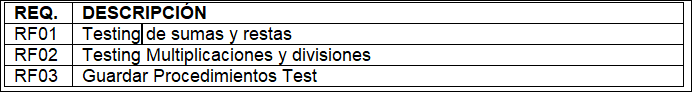 REQ. DESCRIPCIÓN
RF01 Testing de sumas y restas
RF02 Testing Multiplicaciones y divisiones
RF03 Guardar Procedimientos Test